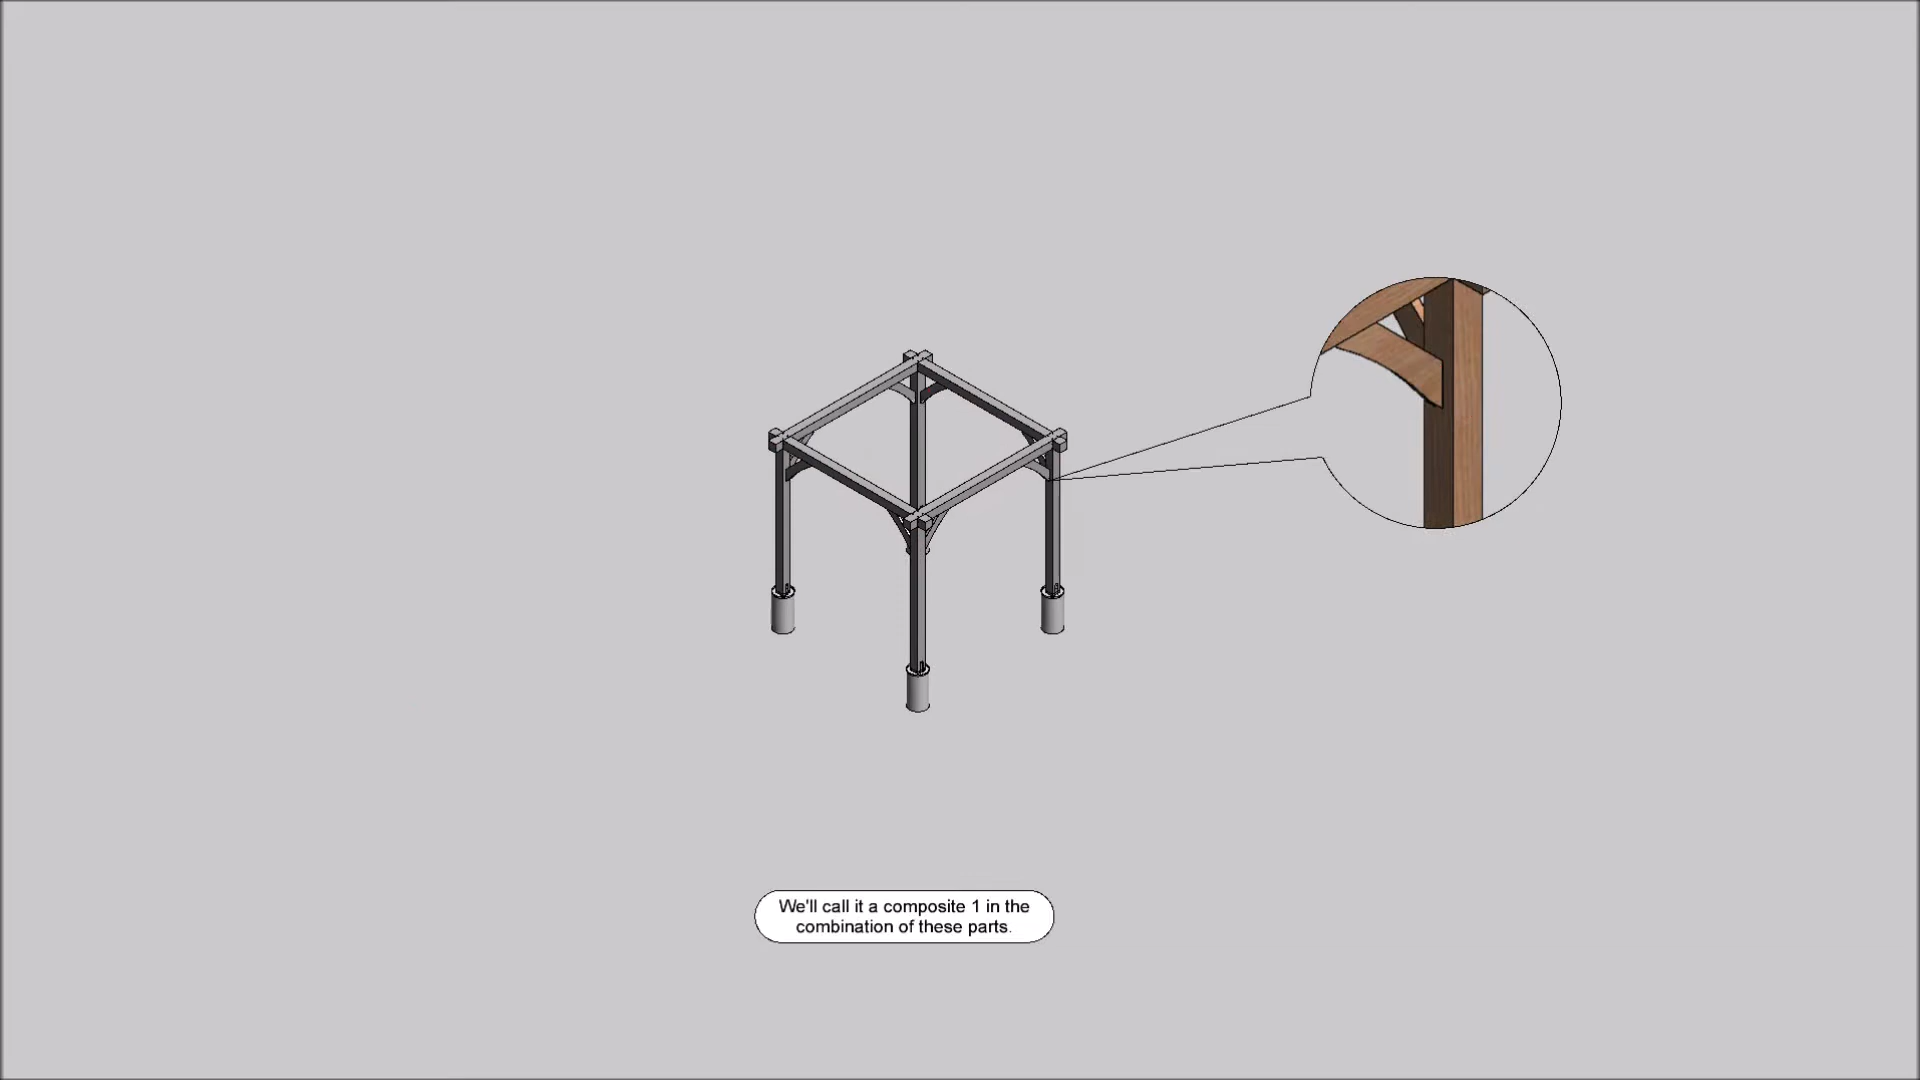 We'll call it a composite 1 in the
combination of these parts.